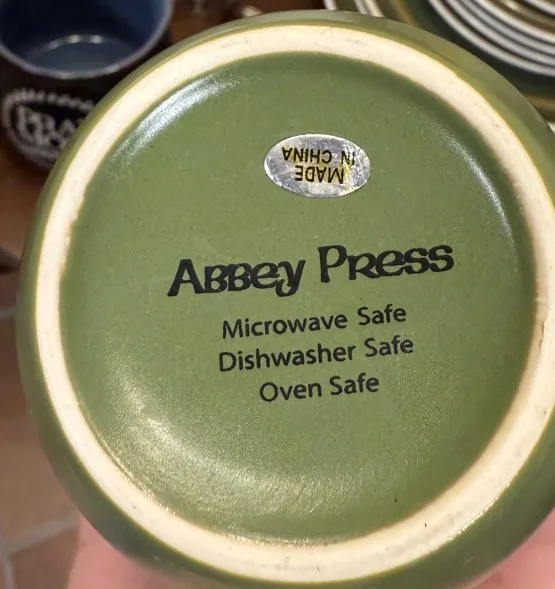 MADE
IN CHINA
Abbey Press
Microwave Safe
Dishwasher Safe
Oven Safe